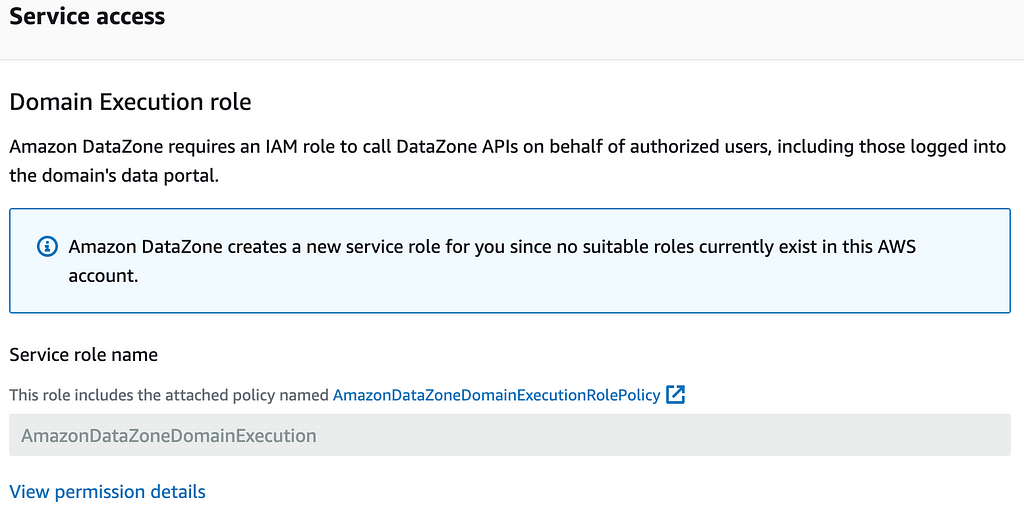 Service access
Domain Execution role
Amazon DataZone requires an IAM role to call DataZone APIs on behalf of authorized users, including those logged into
the domain's data portal.
Amazon DataZone creates a new service role for you since no suitable roles currently exist in this AWS
account.
Service role name
This role includes the attached policy named AmazonDataZoneDomainExecutionRolePolicy
AmazonDataZoneDomainExecution
View permission details